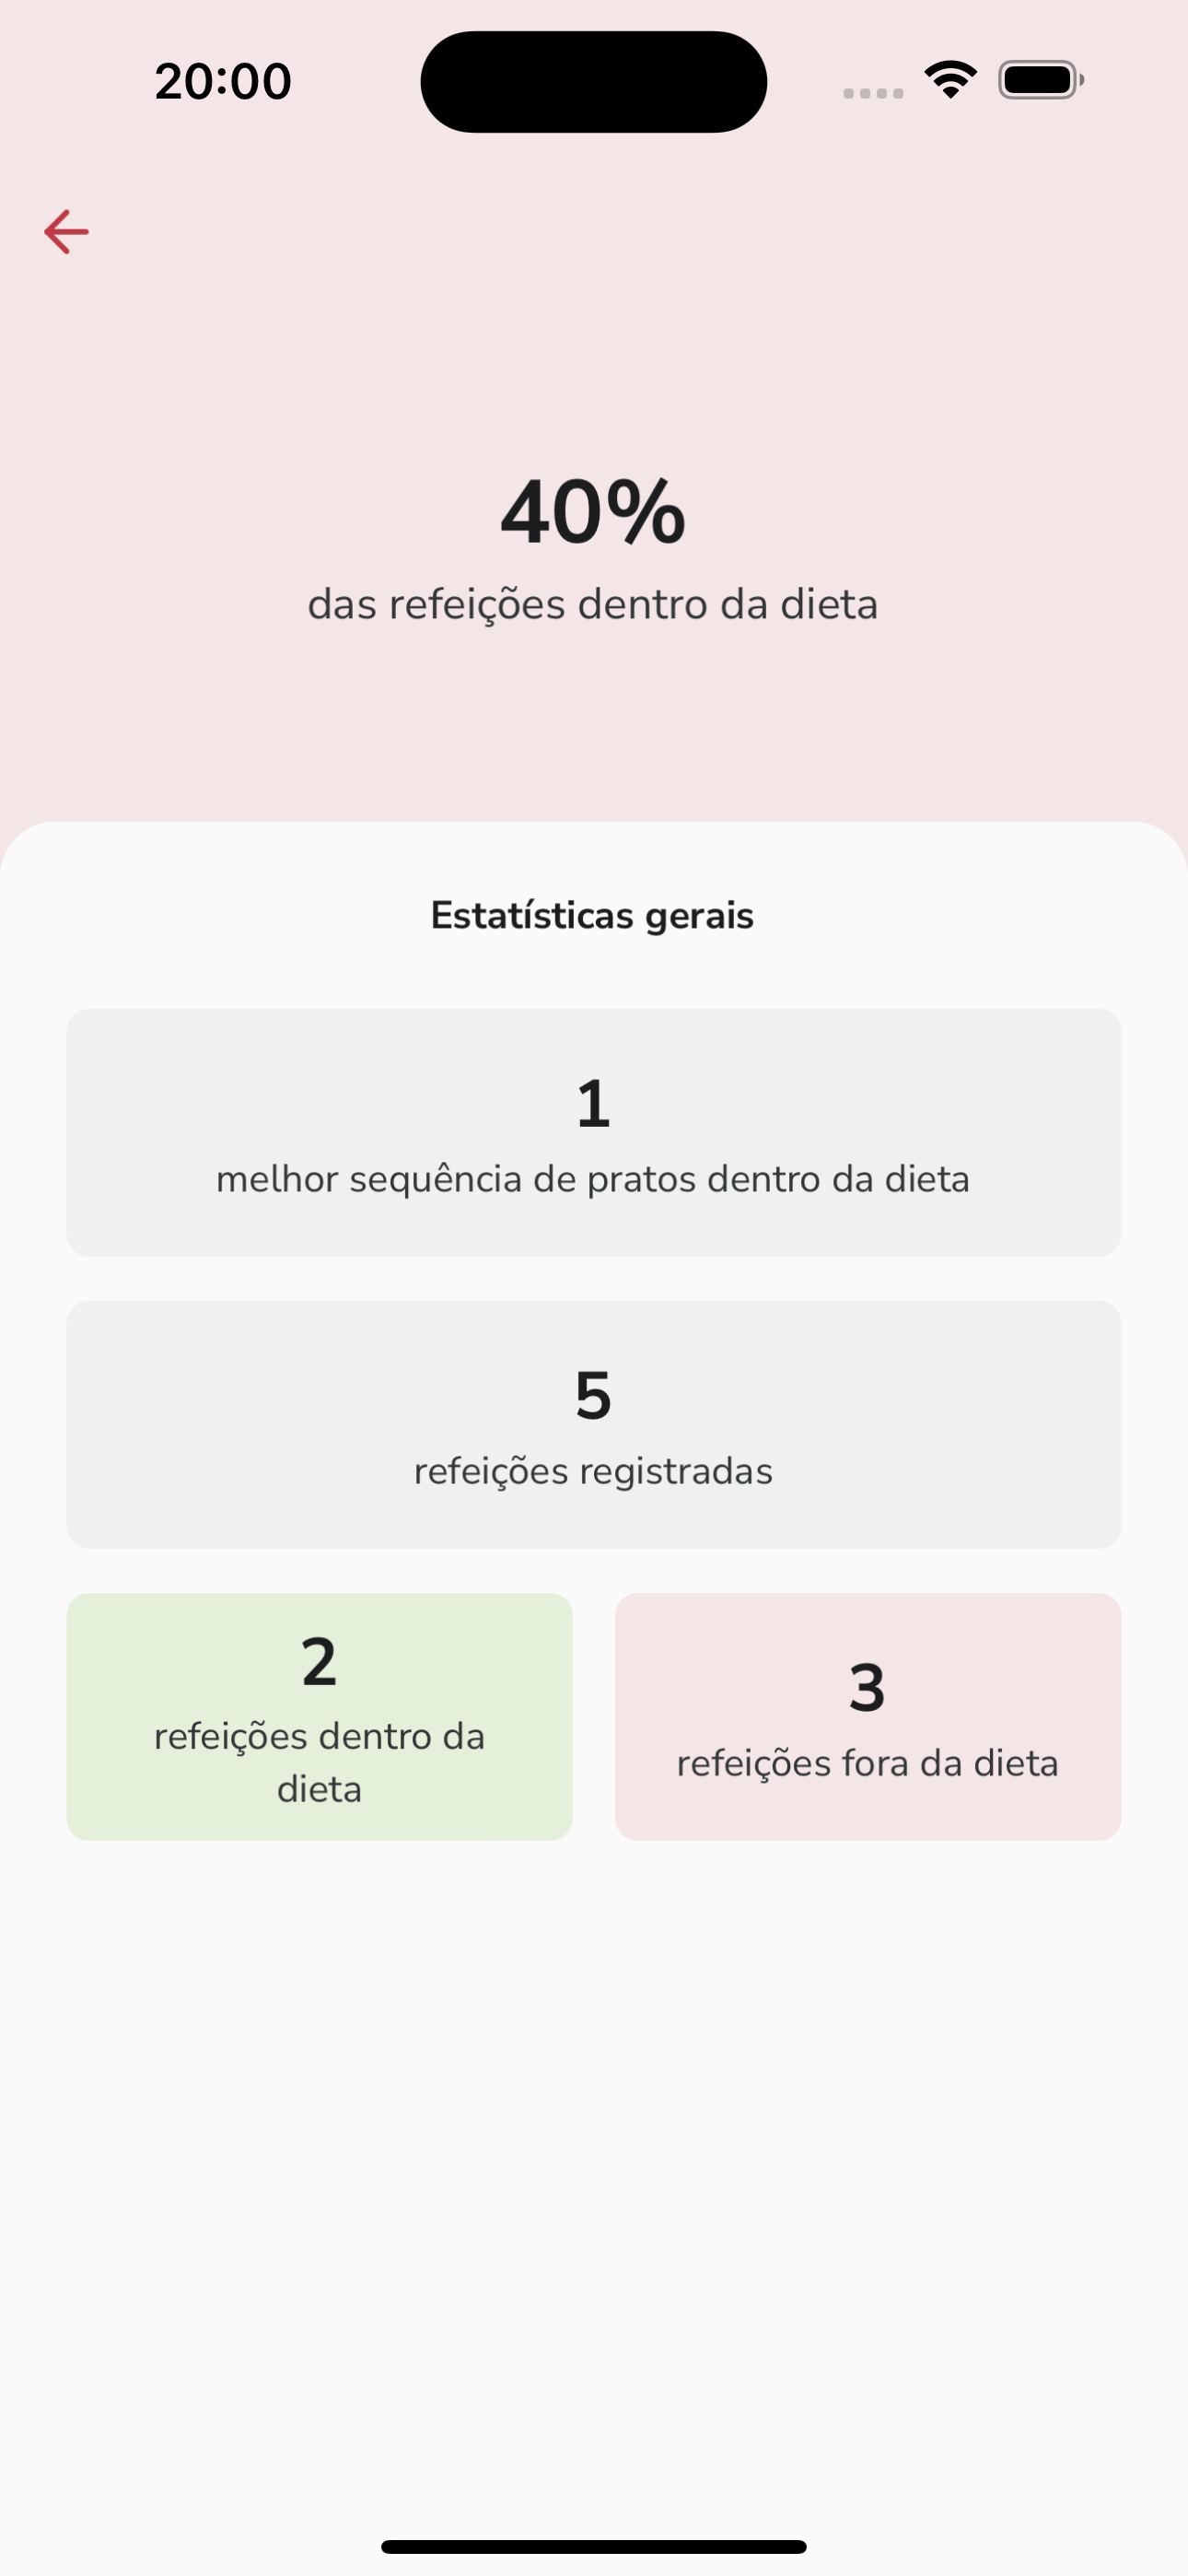 20:00
40%
das refeições dentro da dieta
Estatísticas gerais
1
melhor sequência de pratos dentro da dieta
5
refeições registradas
2
refeições dentro da
dieta
3
refeições fora da dieta